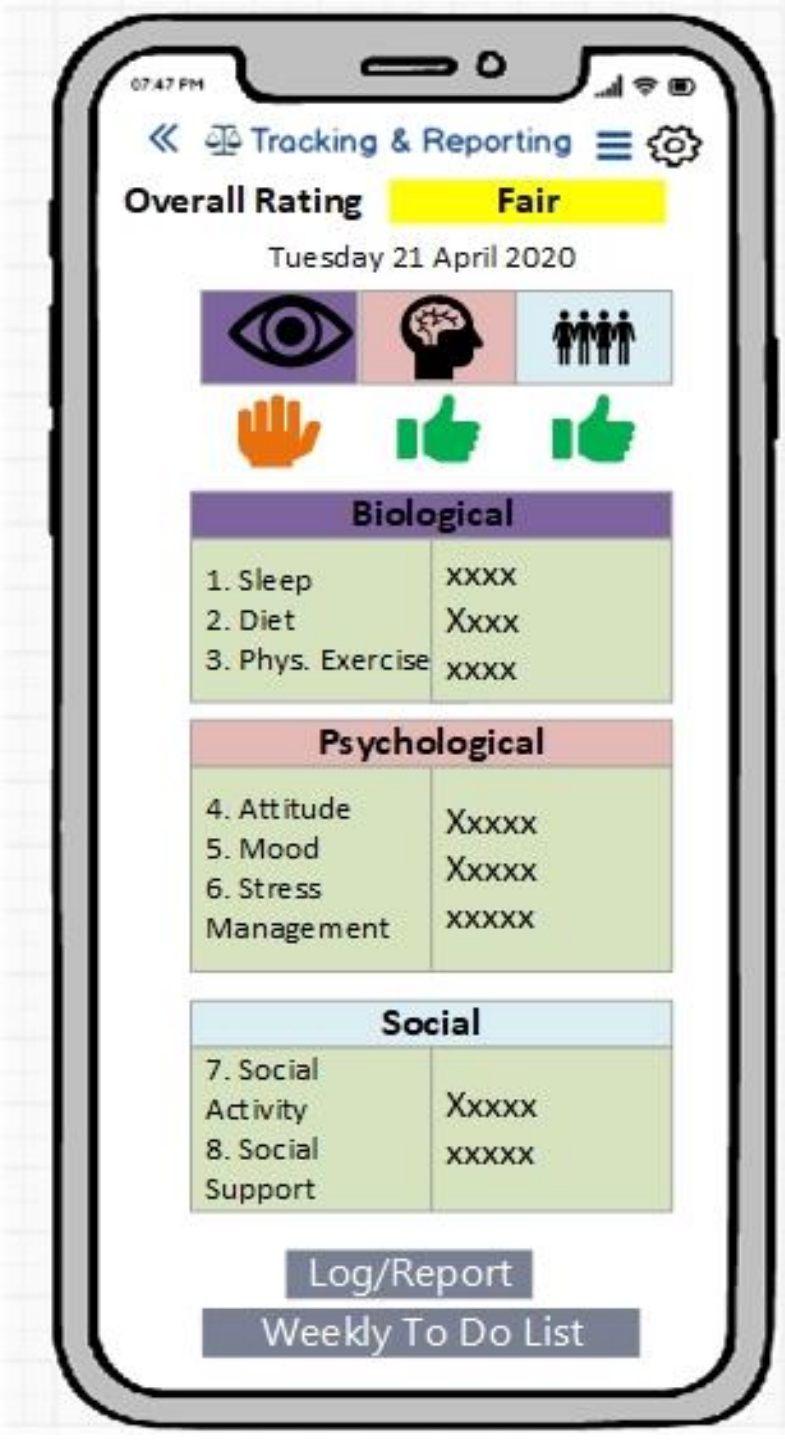 07:47 PM
Tracking & Reporting
Overall Rating Fair
Tuesday 21 April 2020
Biological
1. Sleep xxxx
2. Diet Xxxx
3. Phys. Exercise xxxx
Psychological
4. Attitude Xxxxx
5. Mood Xxxxx
6. Stress
Management xxxxx
Social
7. Social
Activity Xxxxx
8. Social xxxxx
Support
Log/Report
Weekly To Do List